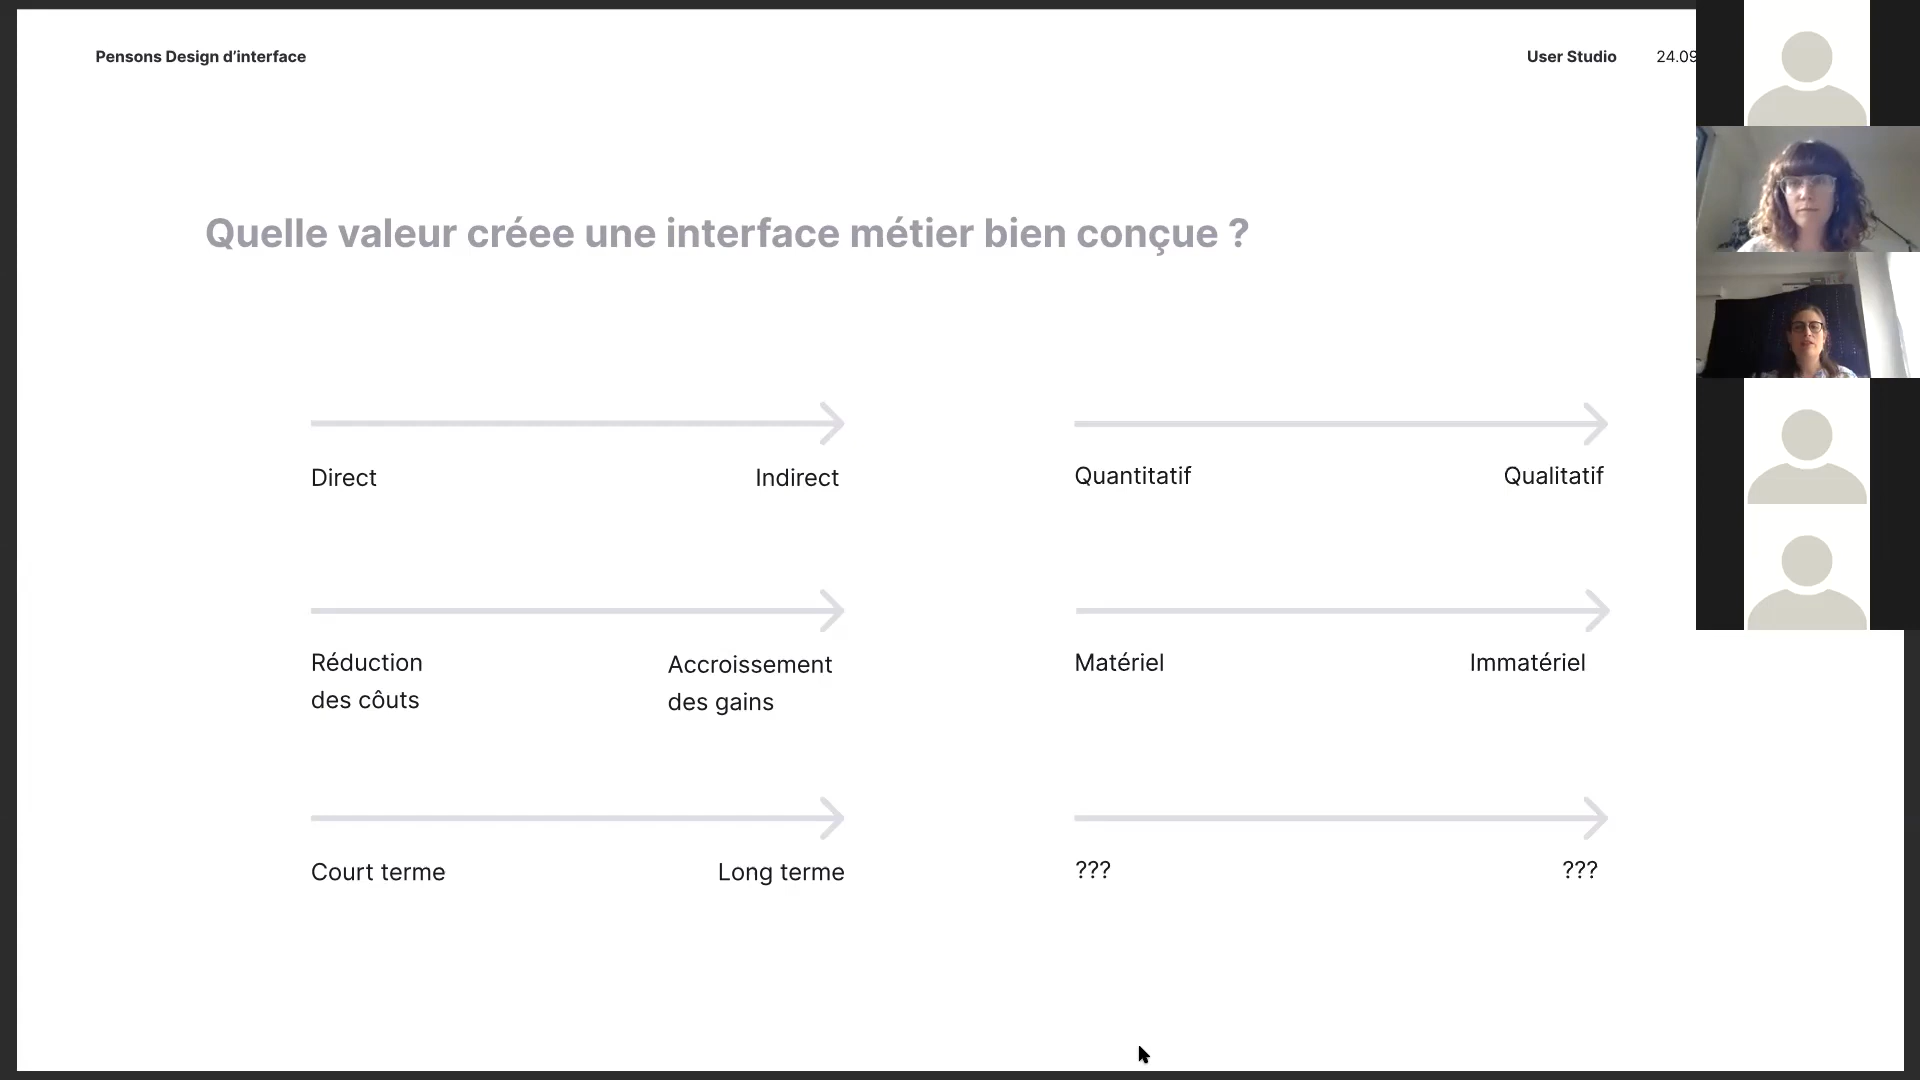 Pensons Design d’interface
User Studio
24.09
Quelle valeur créee une interface métier bien conçue ?
Direct
Indirect
Quantitatif
Qualitatif
Réduction
des côuts
Accroissement
des gains
Matériel
Immatériel
Court terme
Long terme
???
???